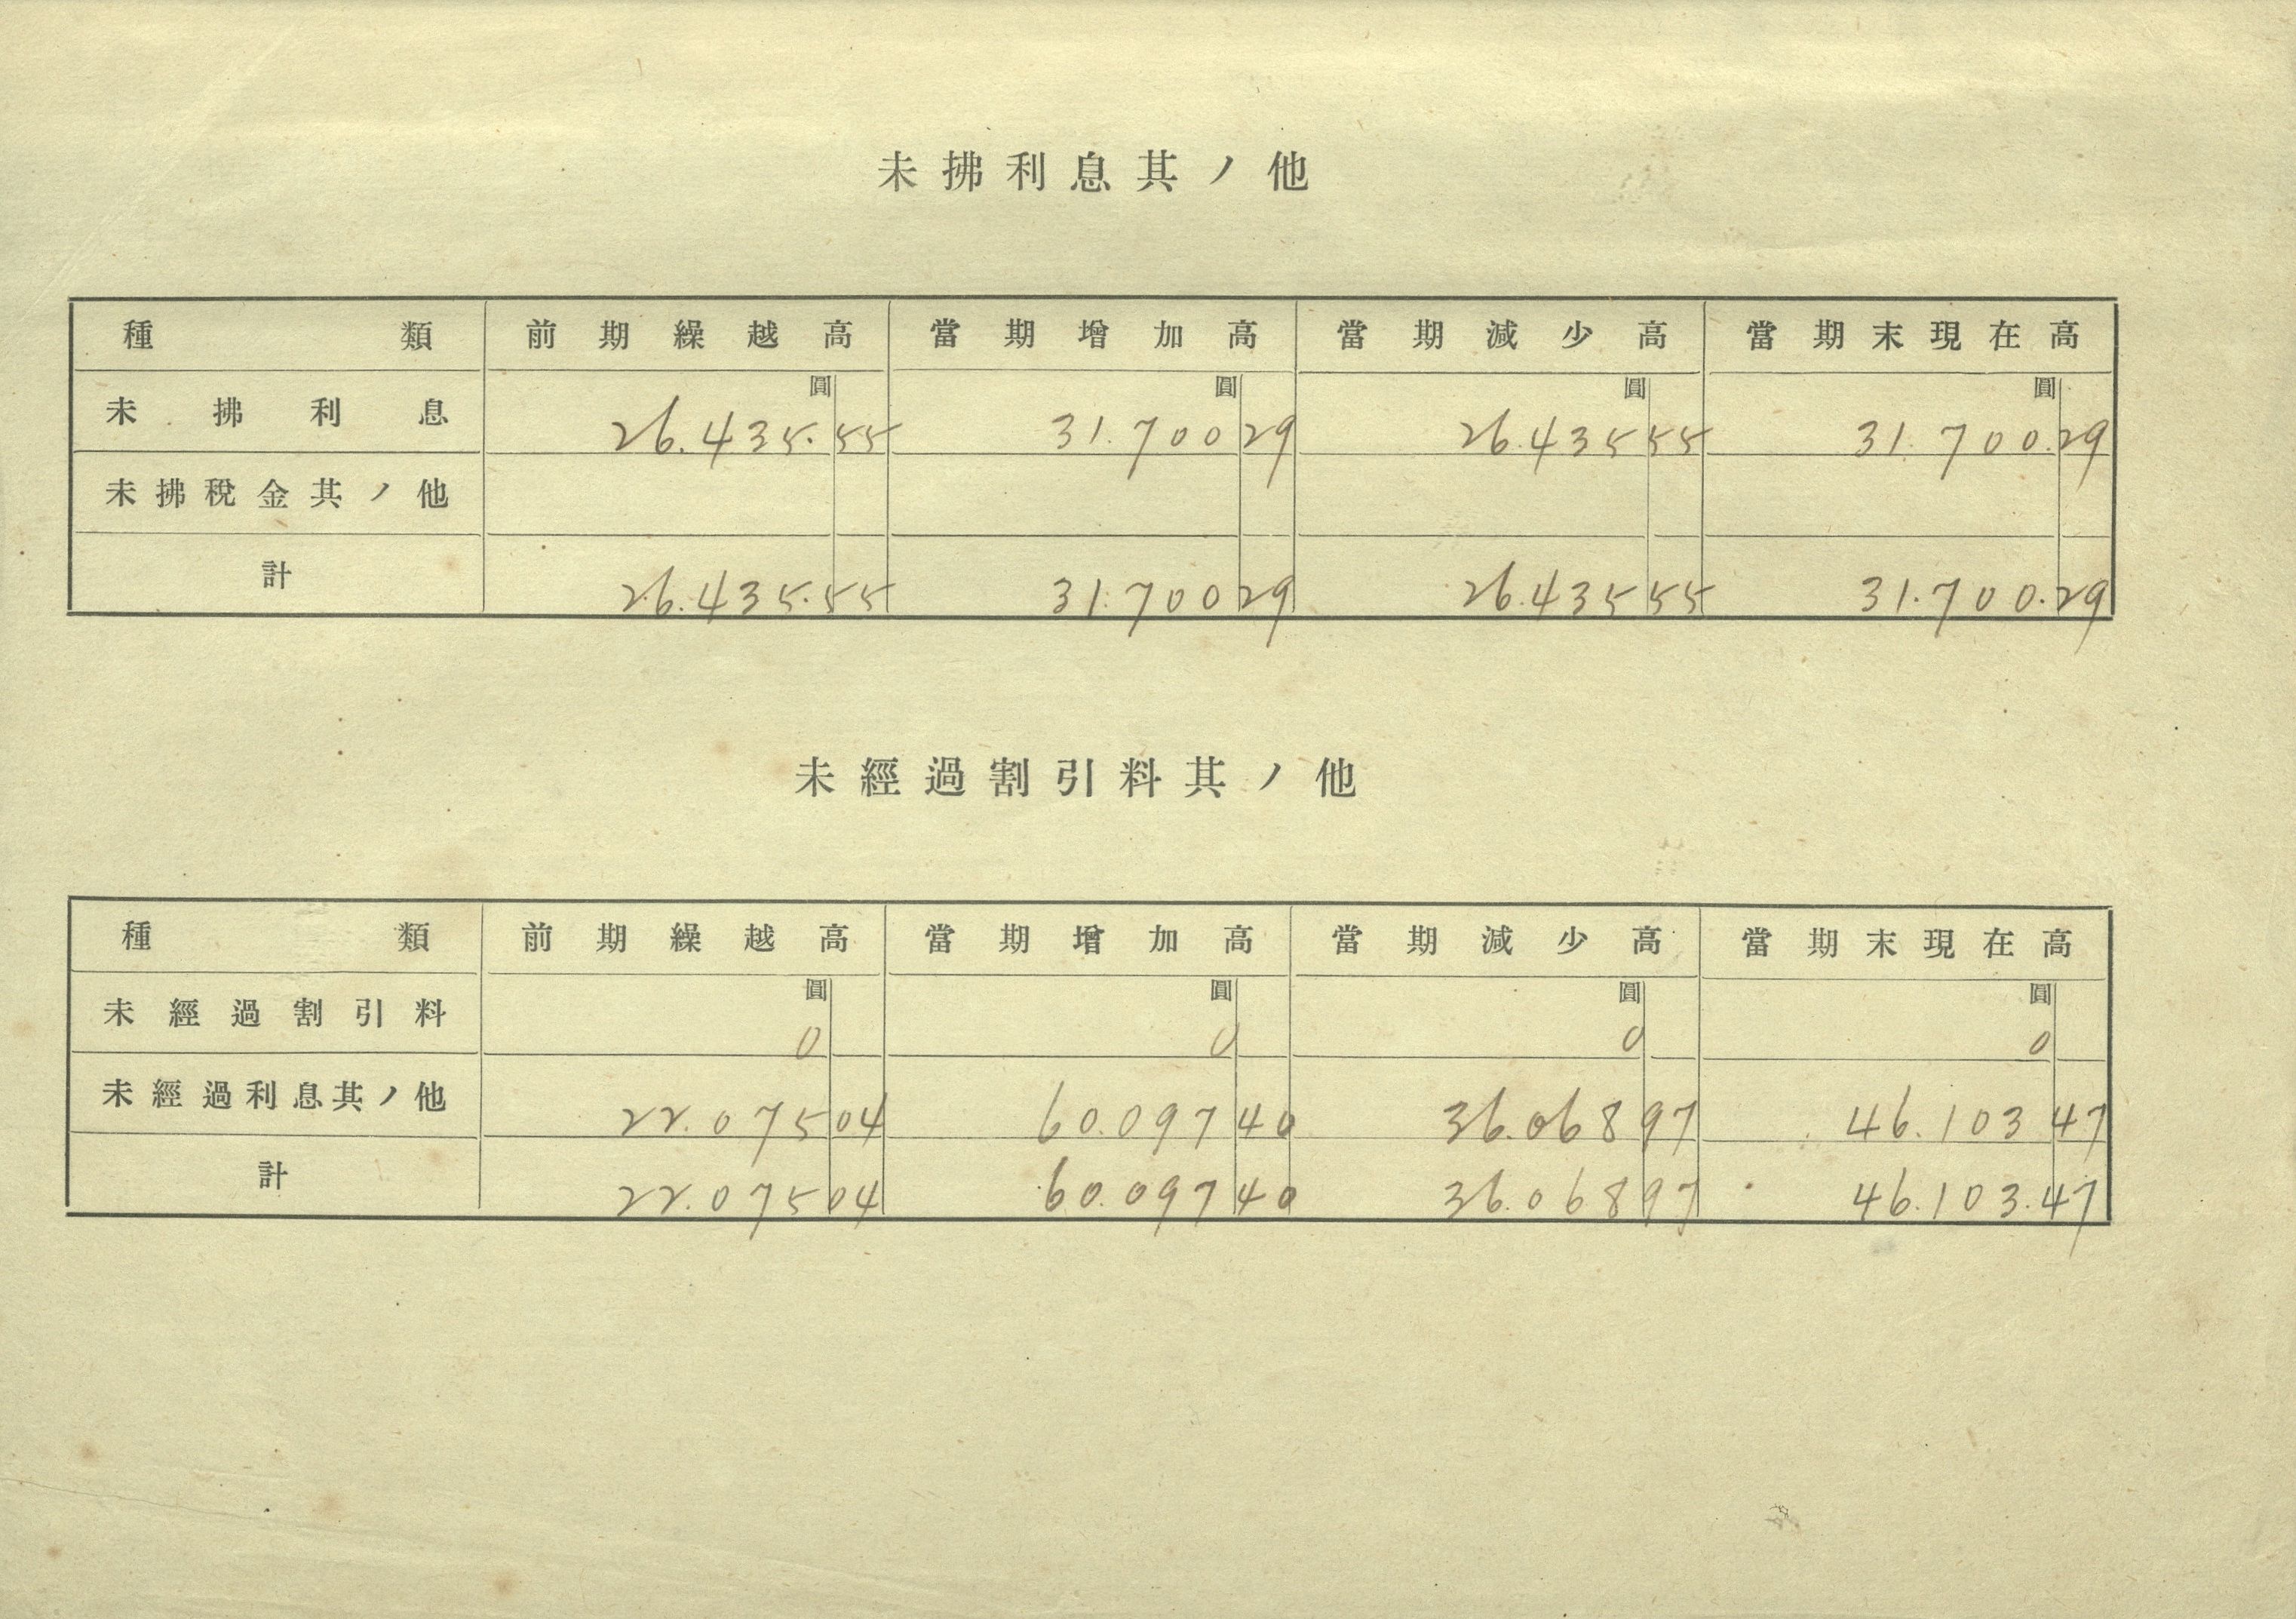 未拂利息其ノ他
種類 前期繰越高 當期增加高 當期減少高 當期末現在高
圓 圓 圓 圓
未拂利息 26.435.55 31.700 29 26.435 55 31.700.29
未拂稅金其ノ他
計 26.435.55 31.700 29 26.435 55 31.700.29
未經過割引料其ノ他
種類 前期繰越高 當期增加高 當期減少高 當期末現在高
圓 圓 圓 圓
未經過割引料 0 0 0 0
未經過利息其ノ他 22.075 04 60.097 40 36.068 97 46.103 47
計 22.075 04 60.097 40 36.068 97 46.103.47